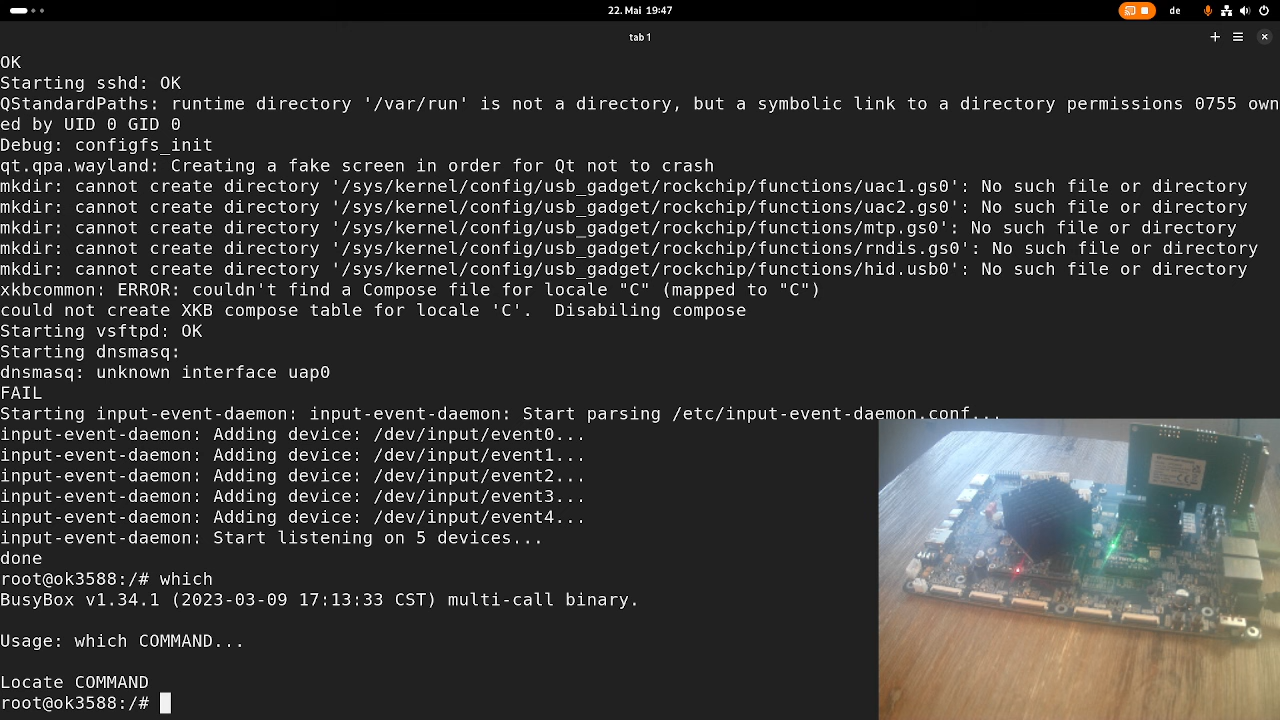 22. Mai 19:47
de
tab 1
OK
Starting sshd: OK
QStandardPaths: runtime directory '/var/run' is not a directory, but a symbolic link to a directory permissions 0755 own
ed by UID 0 GID 0
Debug: configfs_init
qt.qpa.wayland: Creating a fake screen in order for Qt not to crash
mkdir: cannot create directory '/sys/kernel/config/usb_gadget/rockchip/functions/uac1.gs0': No such file or directory
mkdir: cannot create directory '/sys/kernel/config/usb_gadget/rockchip/functions/uac2.gs0': No such file or directory
mkdir: cannot create directory '/sys/kernel/config/usb_gadget/rockchip/functions/mtp.gs0': No such file or directory
mkdir: cannot create directory '/sys/kernel/config/usb_gadget/rockchip/functions/rndis.gs0': No such file or directory
mkdir: cannot create directory '/sys/kernel/config/usb_gadget/rockchip/functions/hid.usb0': No such file or directory
xkbcommon: ERROR: couldn't find a Compose file for locale "C" (mapped to "C")
could not create XKB compose table for locale 'C'.  Disabiling compose
Starting vsftpd: OK
Starting dnsmasq:
dnsmasq: unknown interface uap0
FAIL
Starting input-event-daemon: input-event-daemon: Start parsing /etc/input-event-daemon.conf...
input-event-daemon: Adding device: /dev/input/event0...
input-event-daemon: Adding device: /dev/input/event1...
input-event-daemon: Adding device: /dev/input/event2...
input-event-daemon: Adding device: /dev/input/event3...
input-event-daemon: Adding device: /dev/input/event4...
input-event-daemon: Start listening on 5 devices...
done
root@ok3588:/# which
BusyBox v1.34.1 (2023-03-09 17:13:33 CST) multi-call binary.
Usage: which COMMAND...
Locate COMMAND
root@ok3588:/#